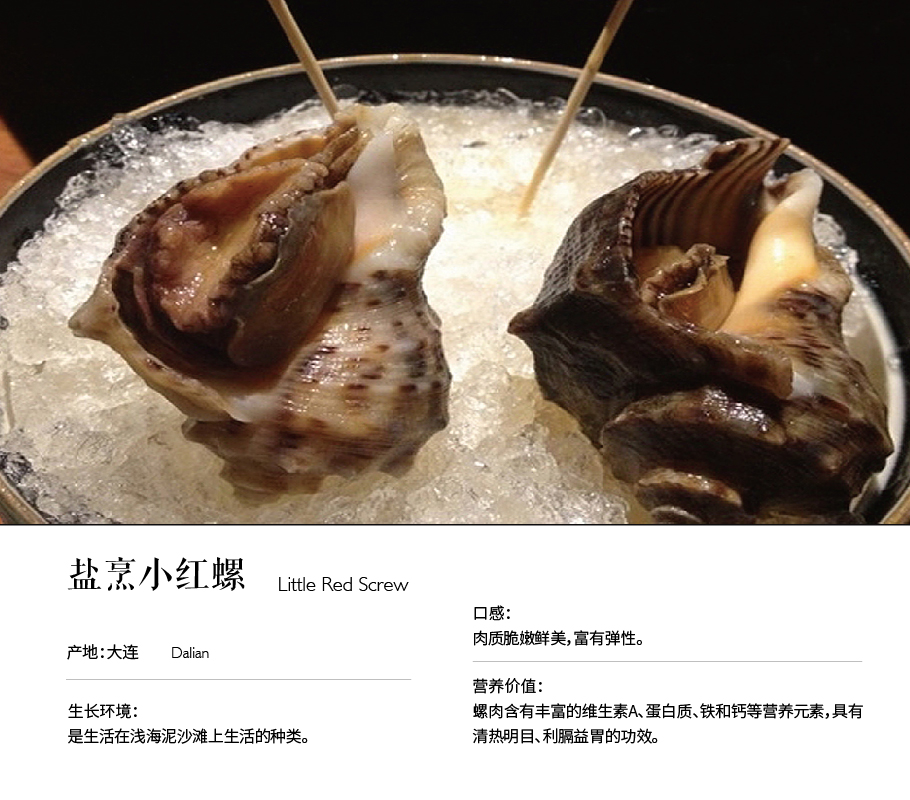 盐烹小红螺 Little Red Screw
产地：大连 Dalian
生长环境：
是生活在浅海泥沙滩上生活的种类。
口感：
肉质脆嫩鲜美，富有弹性。
营养价值：
螺肉含有丰富的维生素A、蛋白质、铁和钙等营养元素，具有
清热明目、利膈益胃的功效。